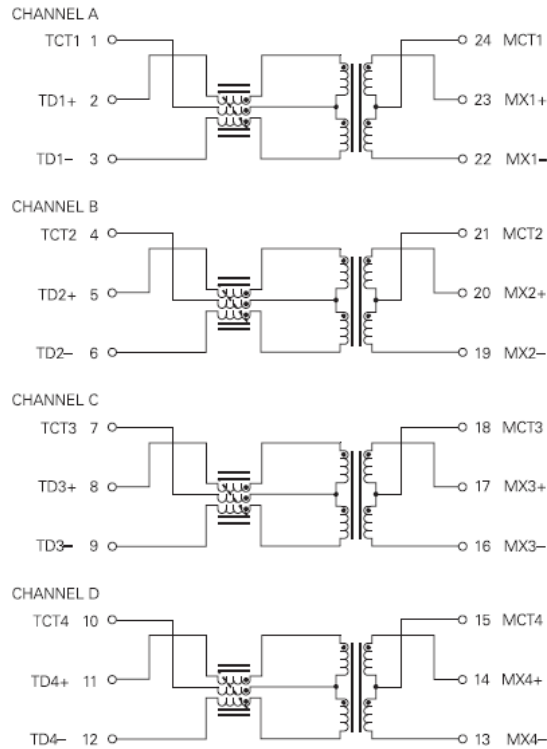 CHANNEL A
TCT1 1 24 MCT1
TD1+ 2 23 MX1+
TD1− 3 22 MX1−
CHANNEL B
TCT2 4 21 MCT2
TD2+ 5 20 MX2+
TD2− 6 19 MX2−
CHANNEL C
TCT3 7 18 MCT3
TD3+ 8 17 MX3+
TD3− 9 16 MX3−
CHANNEL D
TCT4 10 15 MCT4
TD4+ 11 14 MX4+
TD4− 12 13 MX4−